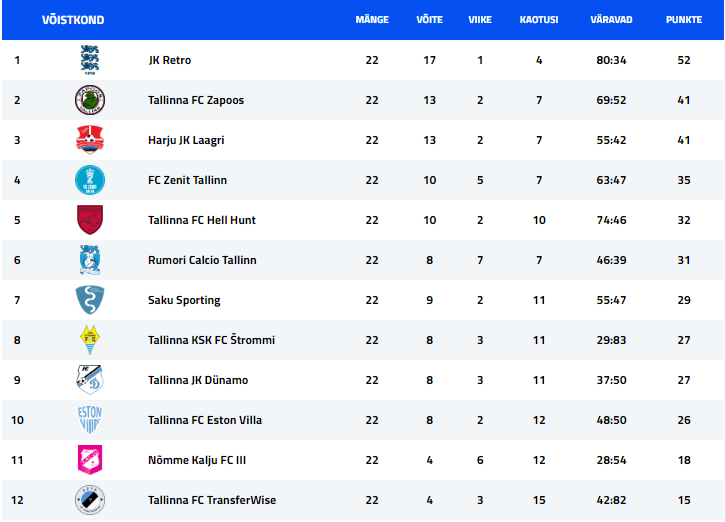 VÕISTKOND MÄNGE VÕITE VIIKE KAOTUSI VÄRAVAD PUNKTE
1 JK Retro 22 17 1 4 80:34 52
2 Tallinna FC Zapoos 22 13 2 7 69:52 41
3 Harju JK Laagri 22 13 2 7 55:42 41
4 FC Zenit Tallinn 22 10 5 7 63:47 35
5 Tallinna FC Hell Hunt 22 10 2 10 74:46 32
6 Rumori Calcio Tallinn 22 8 7 7 46:39 31
7 Saku Sporting 22 9 2 11 55:47 29
8 Tallinna KSK FC Štrommi 22 8 3 11 29:83 27
9 Tallinna JK Dünamo 22 8 3 11 37:50 27
10 ESTON VILLA Tallinna FC Eston Villa 22 8 2 12 48:50 26
11 Nõmme Kalju FC III 22 4 6 12 28:54 18
12 Tallinna FC TransferWise 22 4 3 15 42:82 15